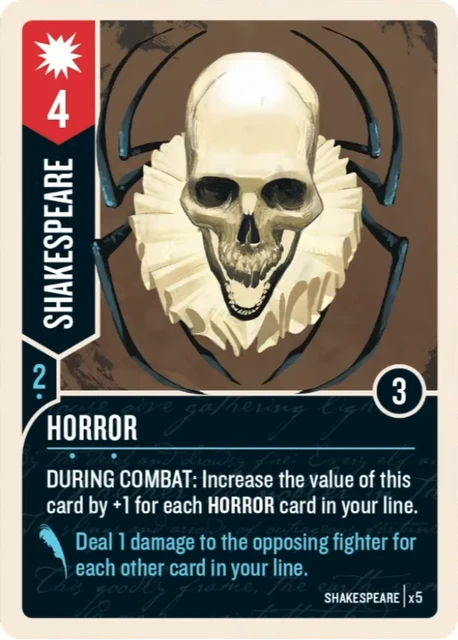 4
SHAKESPEARE
2
3
HORROR
DURING COMBAT: Increase the value of this
card by +1 for each HORROR card in your line.
Deal 1 damage to the opposing fighter for
each other card in your line.
SHAKESPEARE | x5